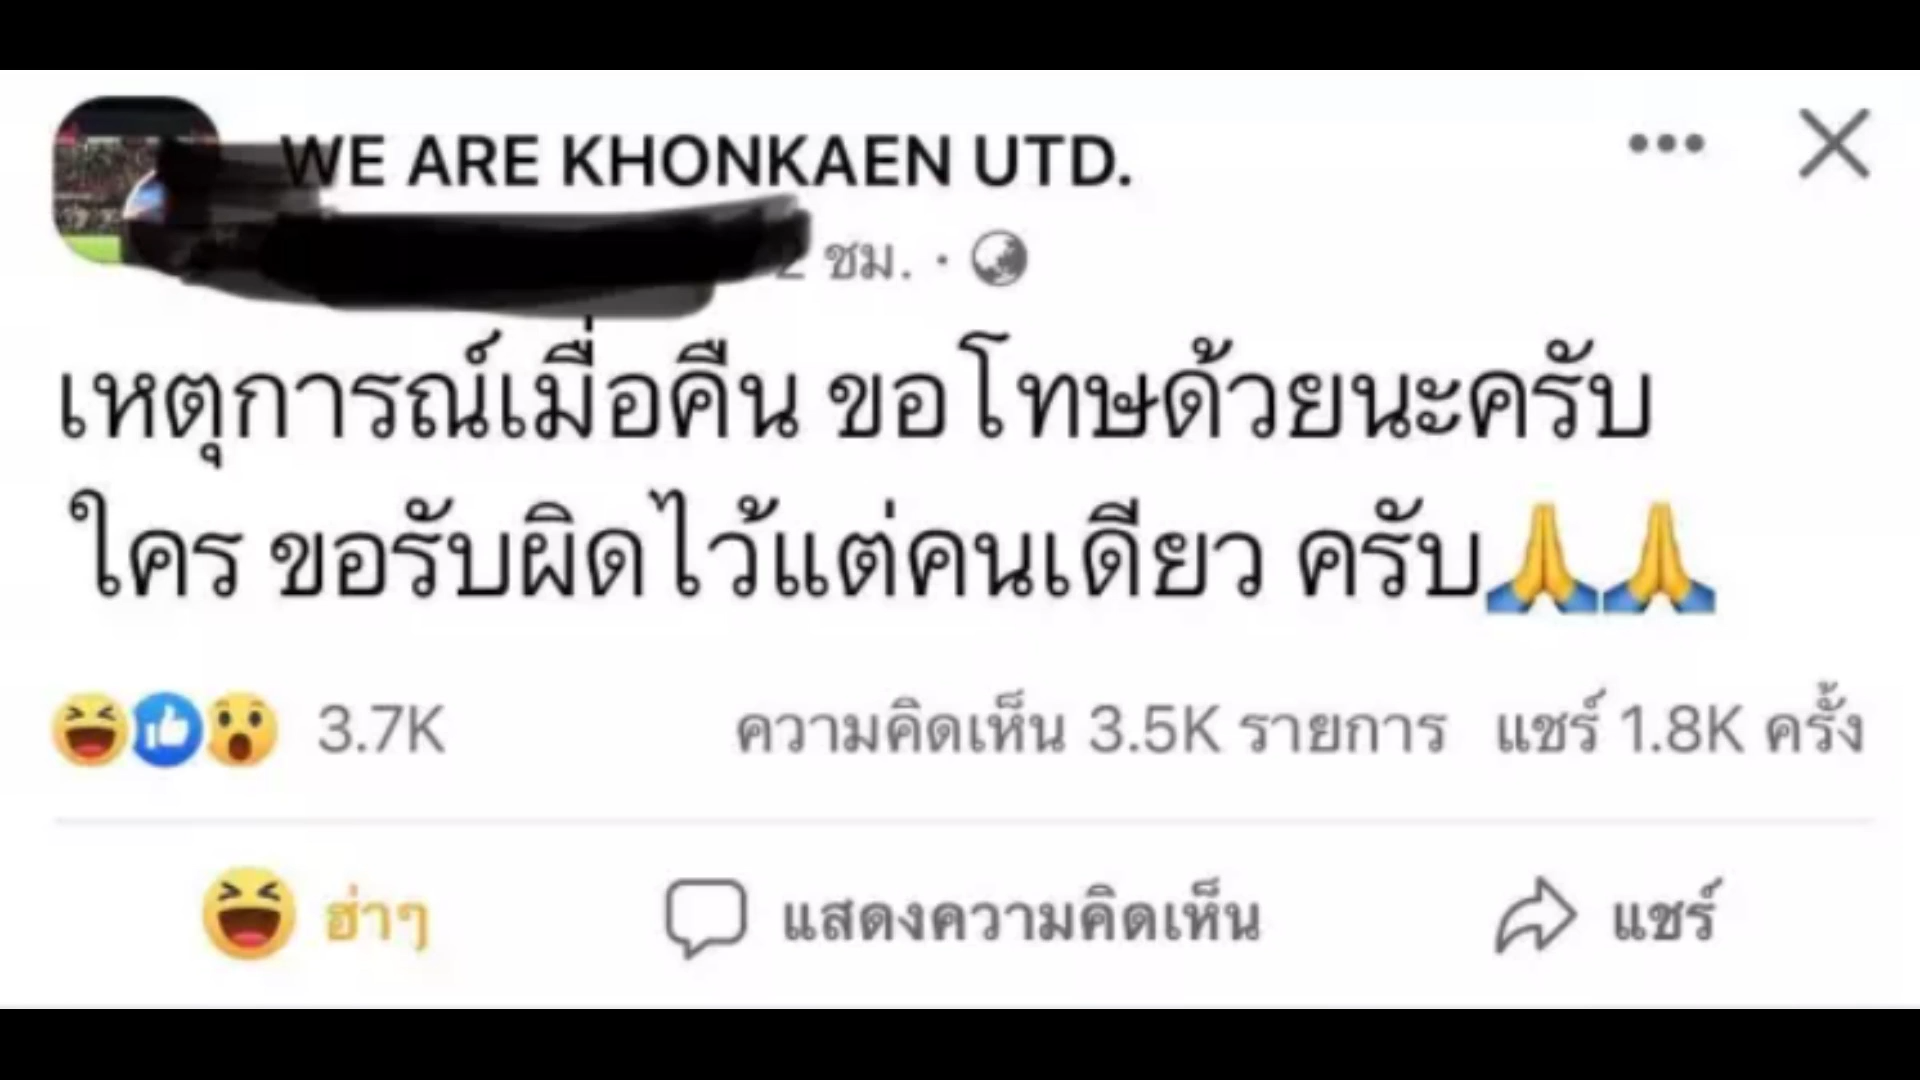 WE ARE KHONKAEN UTD.
2 ชม. ·
เหตุการณ์เมื่อคืน ขอโทษด้วยนะครับ
ใคร ขอรับผิดไว้แต่คนเดียว ครับ🙏🙏
3.7K ความคิดเห็น 3.5K รายการ แชร์ 1.8K ครั้ง
ฮ่าๆ แสดงความคิดเห็น แชร์